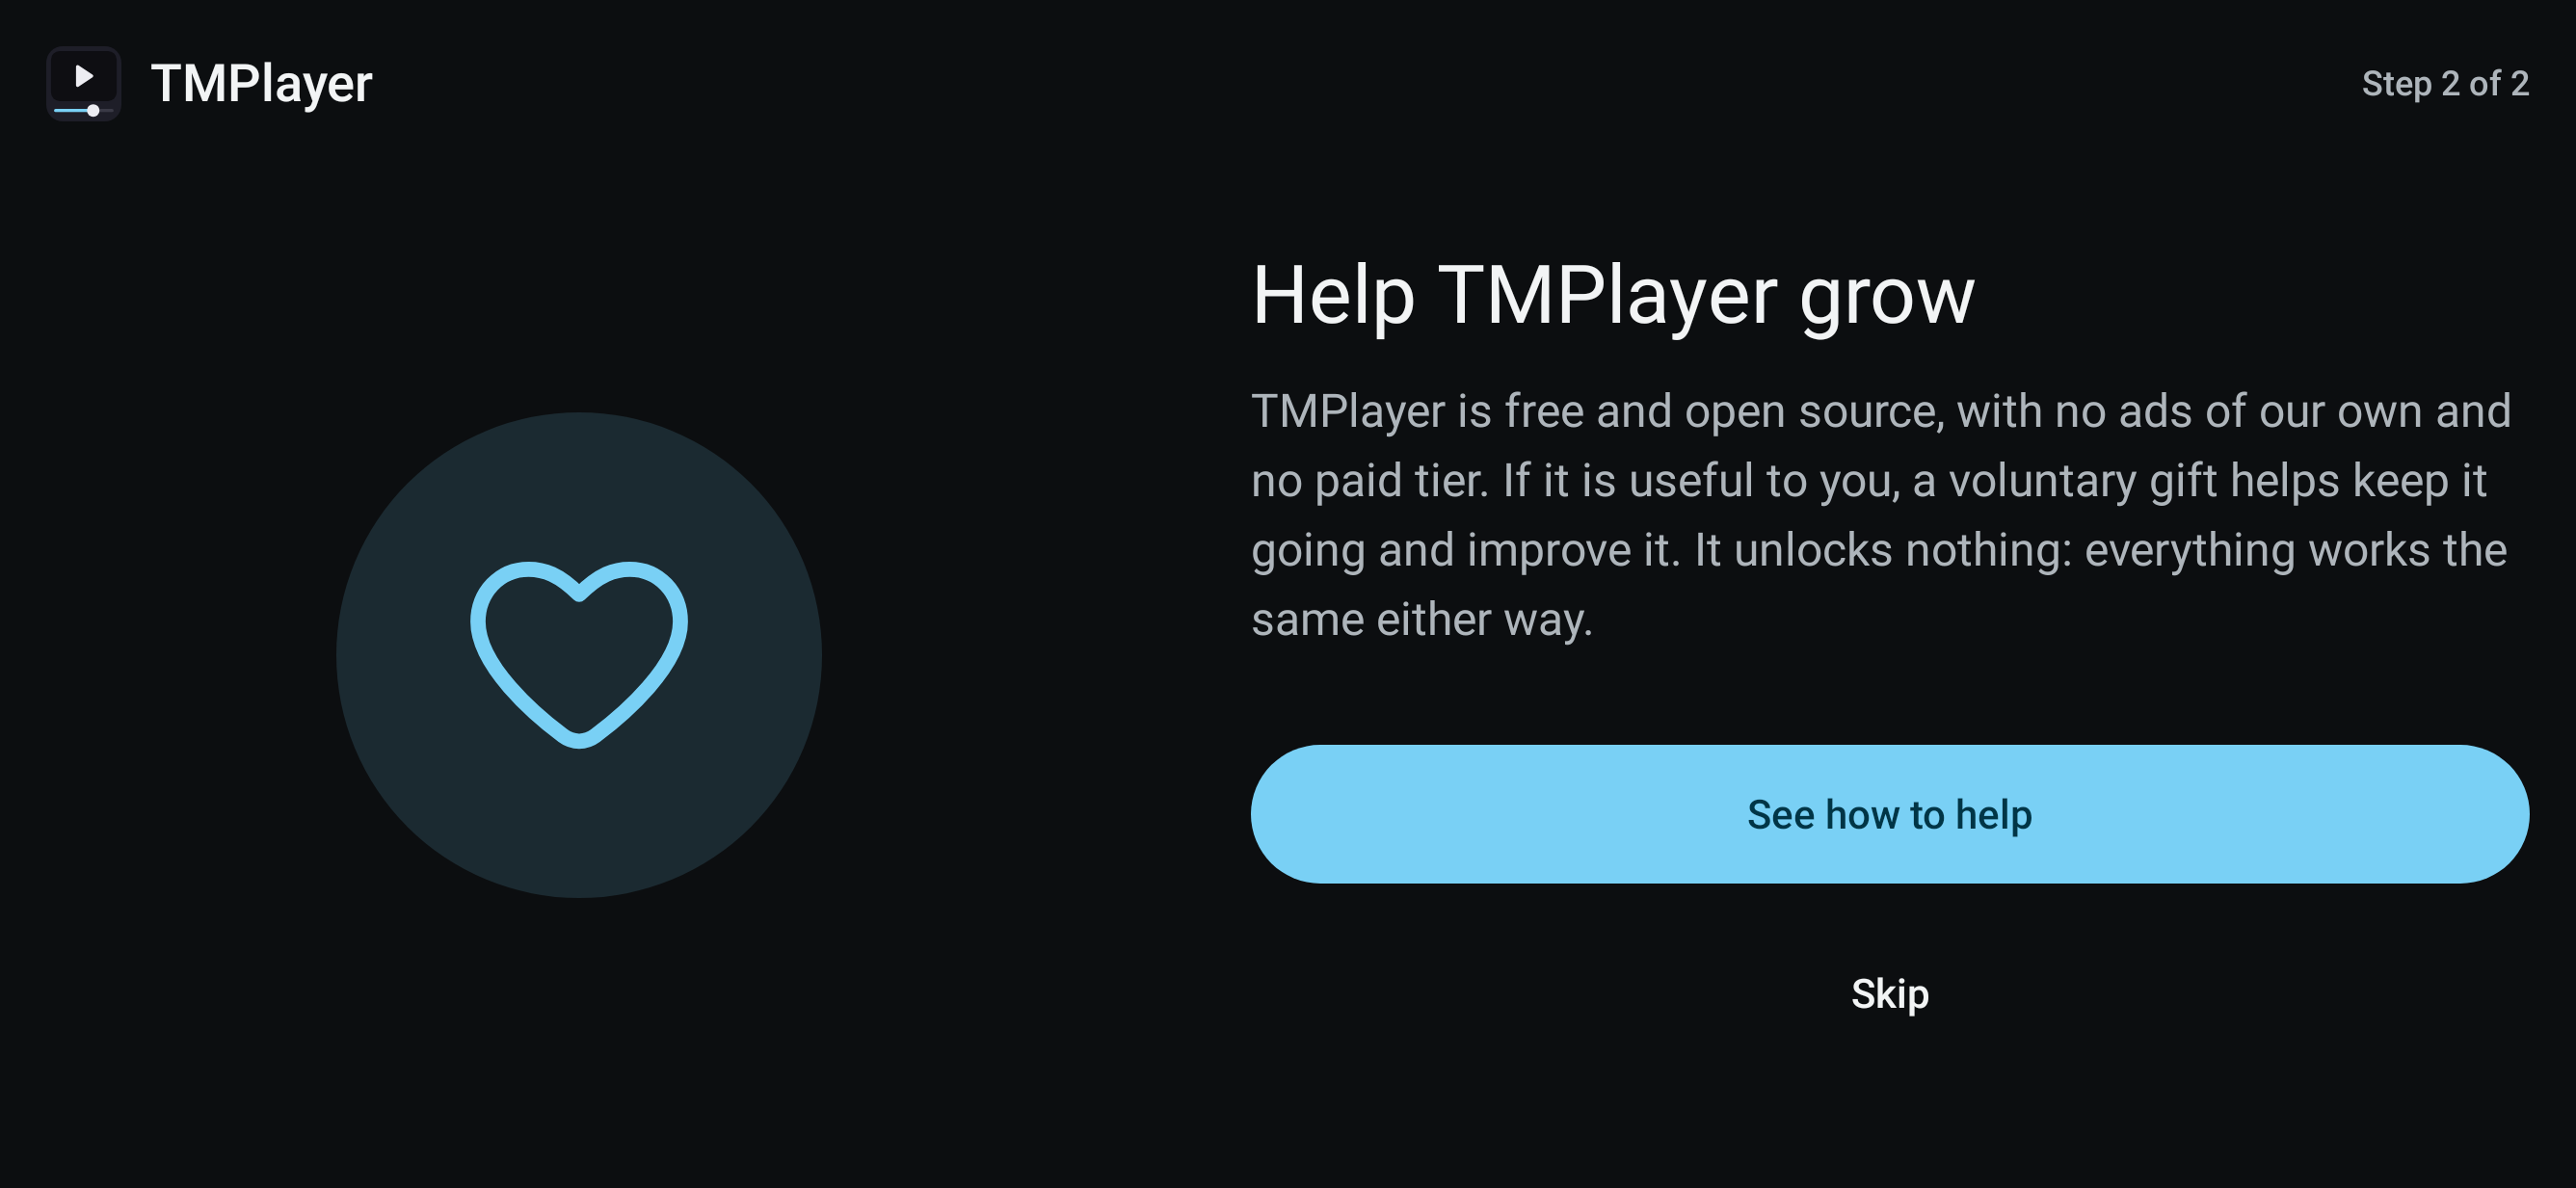 TMPlayer
Step 2 of 2
Help TMPlayer grow
TMPlayer is free and open source, with no ads of our own and
no paid tier. If it is useful to you, a voluntary gift helps keep it
going and improve it. It unlocks nothing: everything works the
same either way.
See how to help
Skip